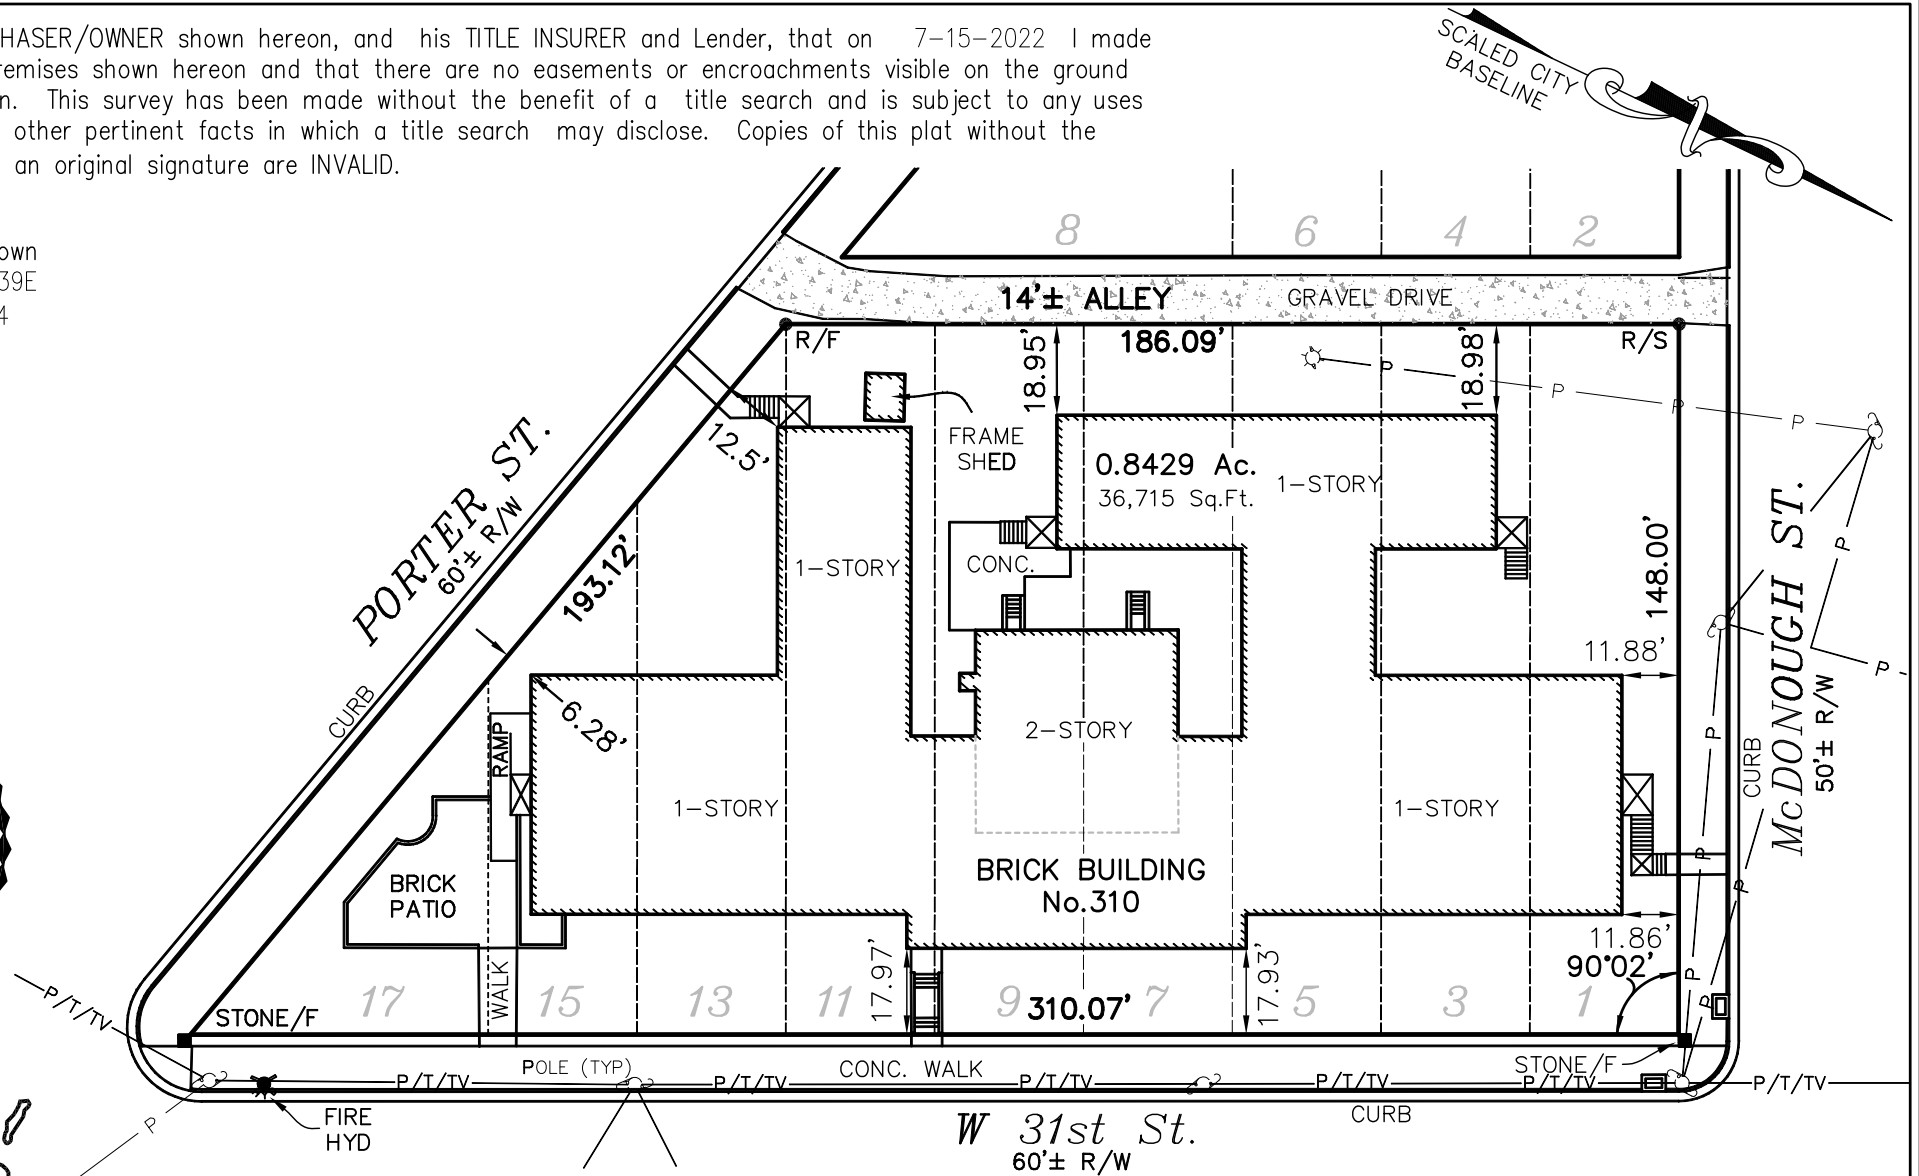 HASER/OWNER shown hereon, and his TITLE INSURER and Lender, that on 7-15-2022 I made
remises shown hereon and that there are no easements or encroachments visible on the ground
n. This survey has been made without the benefit of a title search and is subject to any uses
other pertinent facts in which a title search may disclose. Copies of this plat without the
an original signature are INVALID.
own
39E
4
SCALED CITY
BASELINE
8
6
4
2
14'± ALLEY
GRAVEL DRIVE
R/F
18.95'
186.09'
18.98'
R/S
P
P
P
P
12.5'
FRAME
SHED
0.8429 Ac.
36,715 Sq.Ft.
1-STORY
PORTER ST.
60'± R/W
193.12'
1-STORY
CONC.
148.00'
McDONOUGH ST.
50'± R/W
P
P
11.88'
CURB
6.28'
RAMP
2-STORY
P
CURB
1-STORY
1-STORY
P
P
BRICK BUILDING
No.310
BRICK
PATIO
11.86'
90°02'
P
P
P/T/TV
STONE/F
17
WALK
15
13
11
17.97'
9
310.07'
7
17.93'
5
3
1
POLE (TYP)
CONC. WALK
STONE/F
P/T/TV
P/T/TV
P/T/TV
P/T/TV
P/T/TV
P/T/TV
P
FIRE
HYD
W 31st St.
60'± R/W
CURB